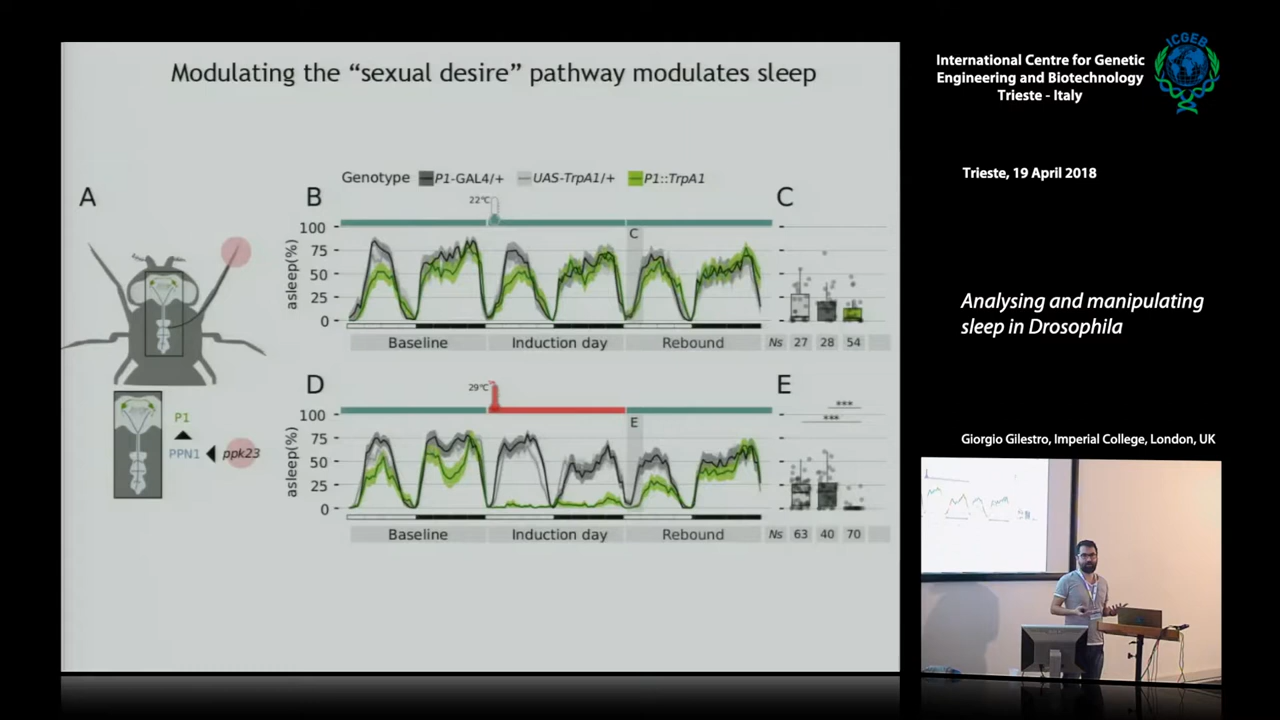 Modulating the “sexual desire” pathway modulates sleep
Genotype P1-GAL4/+ UAS-TrpA1/+ P1::TrpA1
A
B
C
22°C
100
75
50
25
0
asleep(%)
C
Baseline
Induction day
Rebound
Ns 27 28 54
P1
PPN1
ppk23
D
E
29°C
100
75
50
25
0
asleep(%)
E
***
***
Baseline
Induction day
Rebound
Ns 63 40 70
International Centre for Genetic
Engineering and Biotechnology
Trieste - Italy
ICGEB
Trieste, 19 April 2018
Analysing and manipulating
sleep in Drosophila
Giorgio Gilestro, Imperial College, London, UK